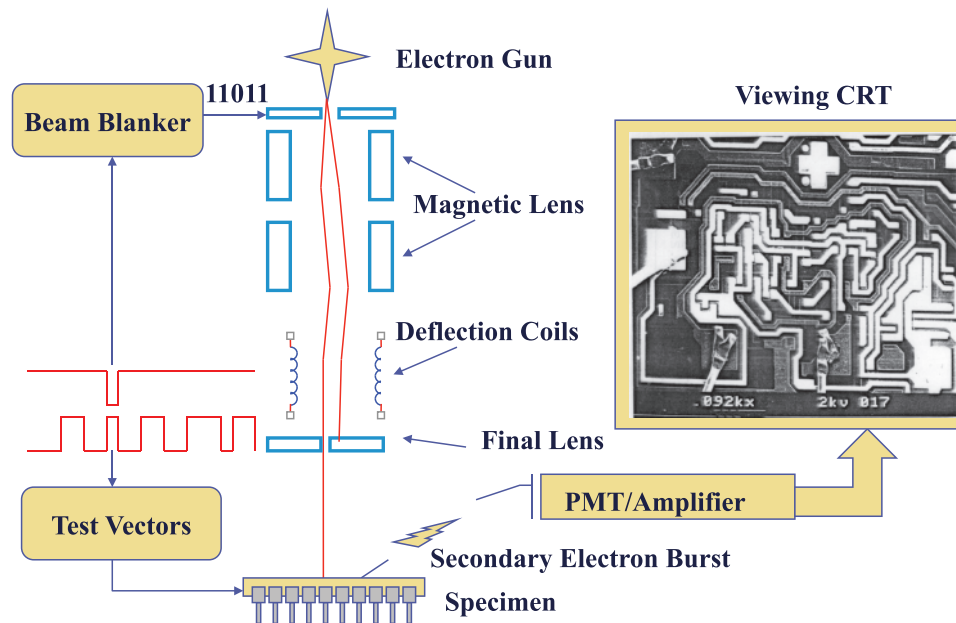 Electron Gun
11011
Beam Blanker
Viewing CRT
Magnetic Lens
Deflection Coils
.092kx
2kv 017
Final Lens
PMT/Amplifier
Test Vectors
Secondary Electron Burst
Specimen